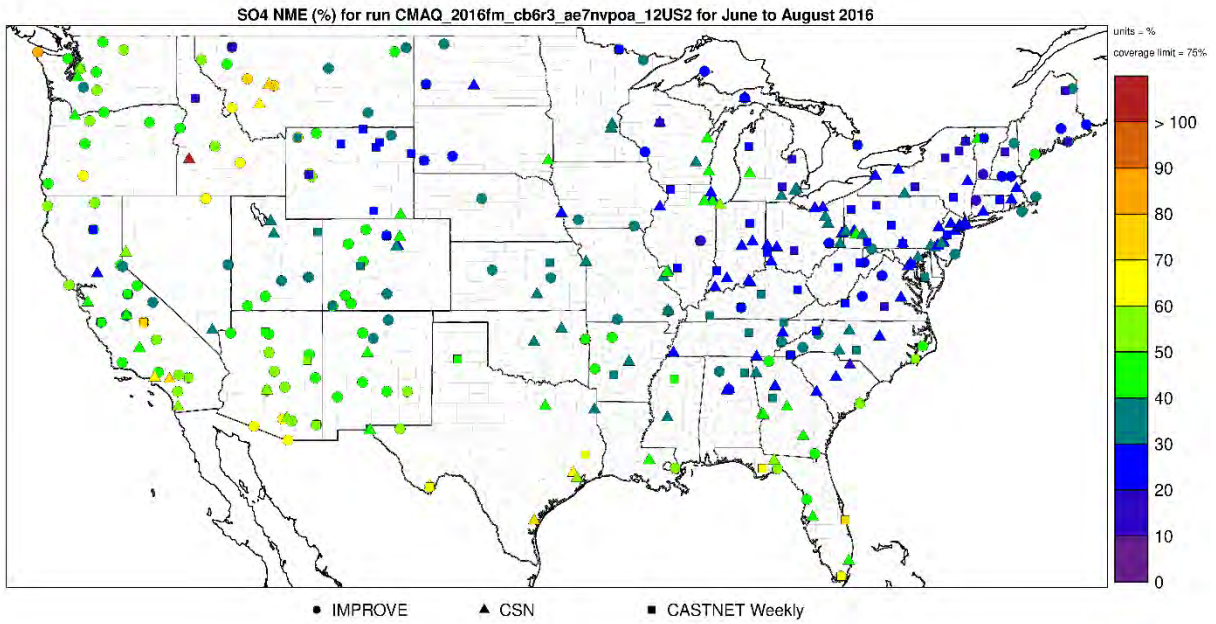 SO4 NME (%) for run CMAQ_2016fm_cb6r3_ae7nvpoa_12US2 for June to August 2016
units = %
coverage limit = 75%
> 100
90
80
70
60
50
40
30
20
10
0
IMPROVE
CSN
CASTNET Weekly